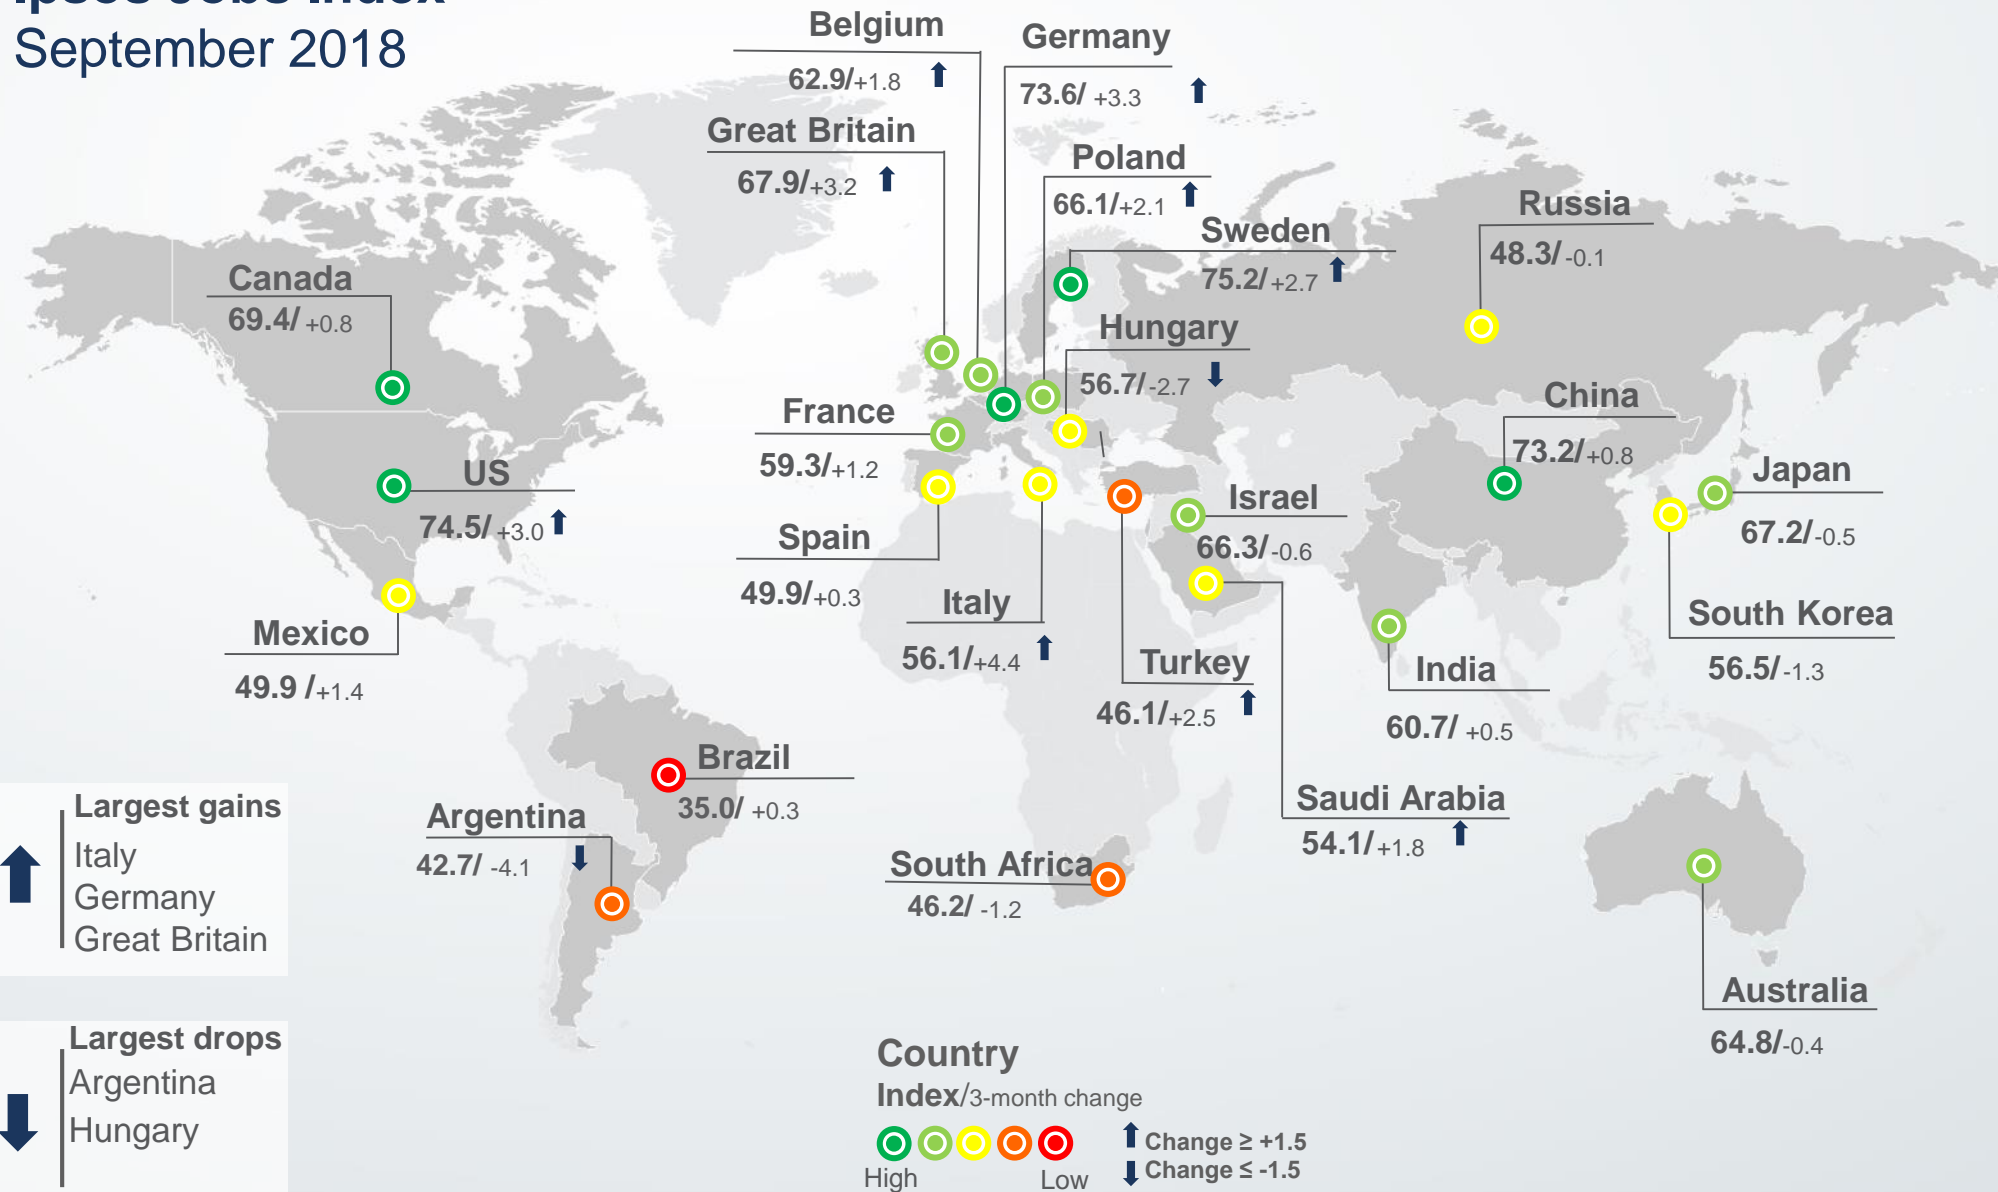 Ipsos Jobs Index
September 2018
Belgium
62.9/+1.8
Germany
73.6/ +3.3
Great Britain
67.9/+3.2
Poland
66.1/+2.1
Sweden
75.2/+2.7
Russia
48.3/-0.1
Canada
69.4/ +0.8
Hungary
56.7/-2.7
France
59.3/+1.2
China
73.2/+0.8
US
74.5/ +3.0
Japan
67.2/-0.5
Israel
66.3/-0.6
Spain
49.9/+0.3
Italy
56.1/+4.4
Mexico
49.9 /+1.4
Turkey
46.1/+2.5
India
60.7/ +0.5
South Korea
56.5/-1.3
Brazil
35.0/ +0.3
Argentina
42.7/ -4.1
Saudi Arabia
54.1/+1.8
South Africa
46.2/ -1.2
Australia
64.8/-0.4
Largest gains
Italy
Germany
Great Britain
Largest drops
Argentina
Hungary
Country
Index/3-month change
High
Low
Change ≥ +1.5
Change ≤ -1.5